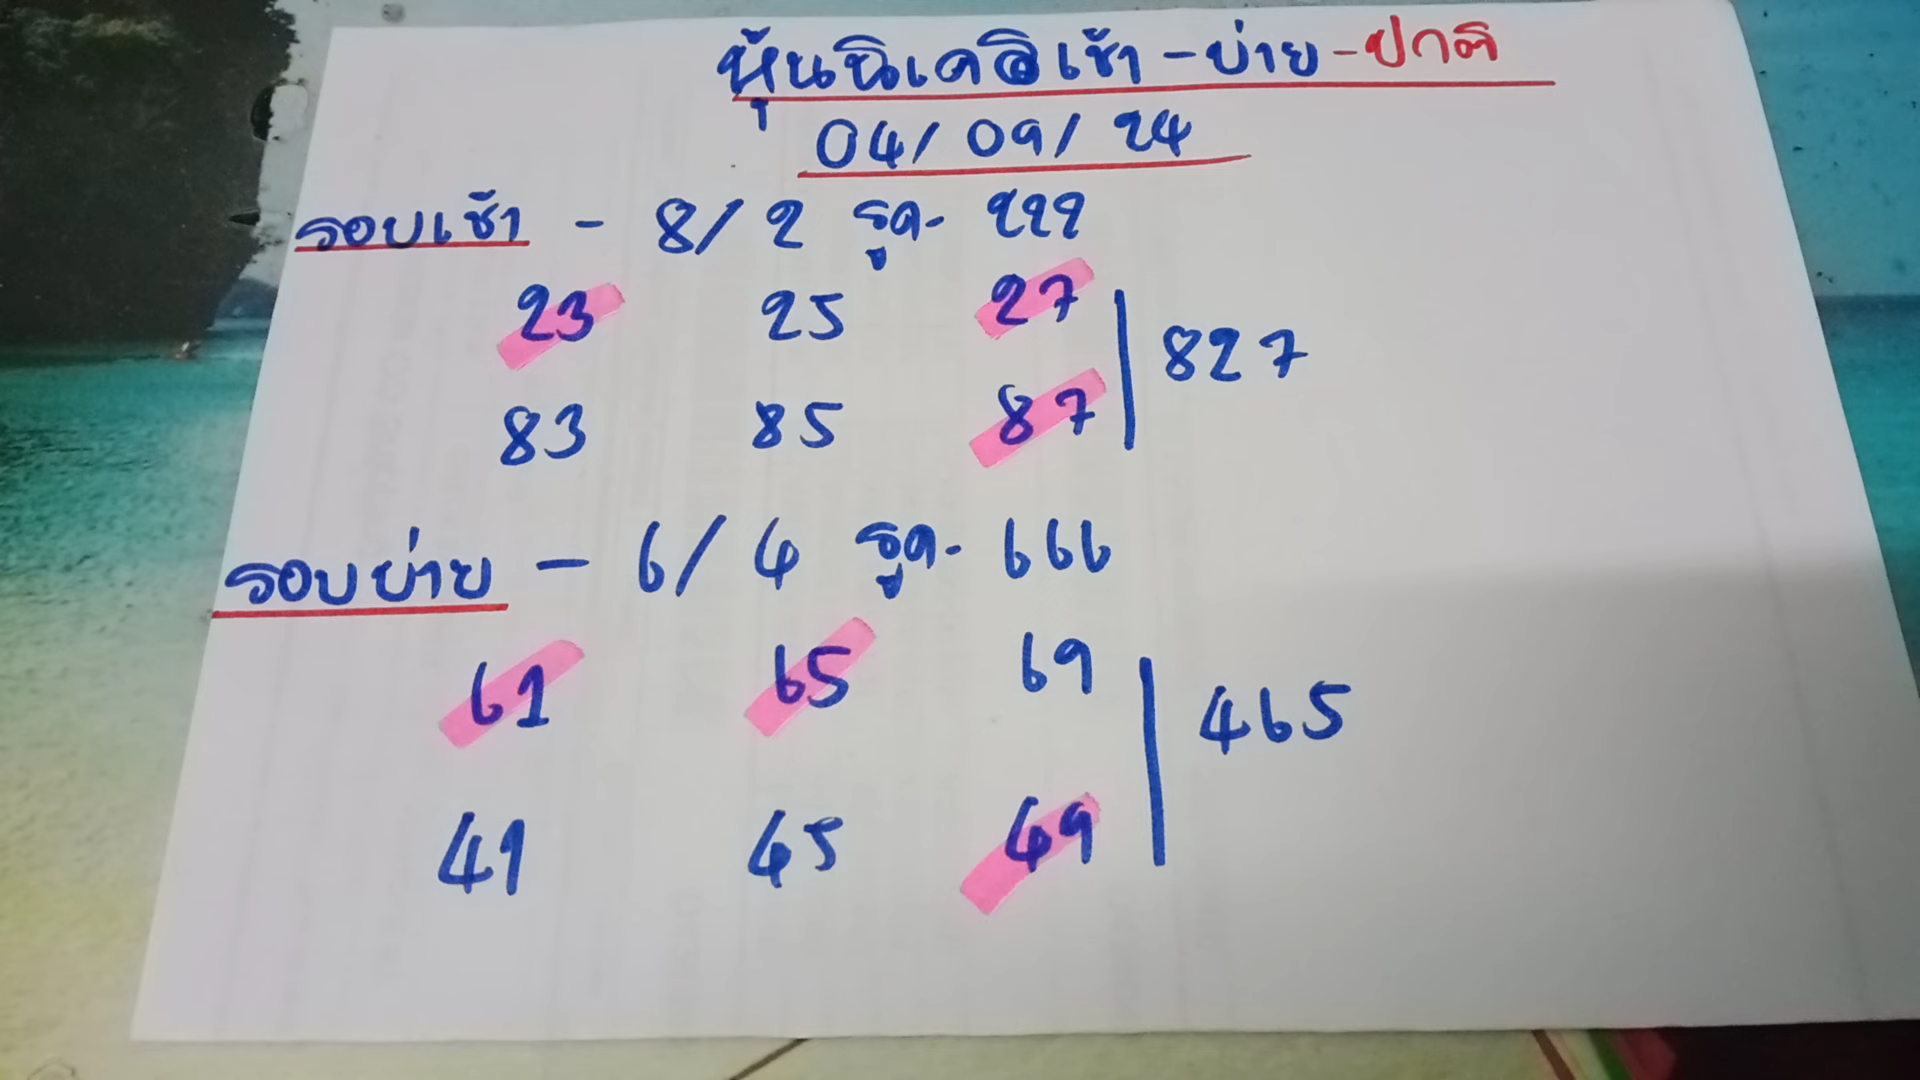 หุ้นนิเคอิเช้า-บ่าย-ปกติ
04/09/24
รอบเช้า - 8/2 รูด- 222
23 25 27
827
83 85 87
รอบบ่าย - 6/4 รูด- 666
61 65 69
465
41 45 49